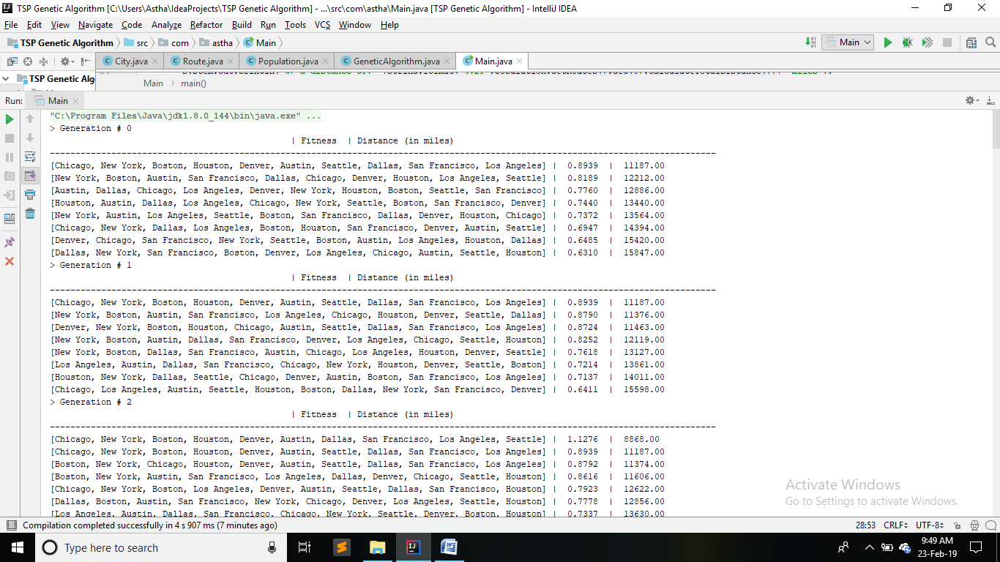 TSP Genetic Algorithm [C:\Users\Astha\IdeaProjects\TSP Genetic Algorithm] - ...\src\com\astha\Main.java [TSP Genetic Algorithm] - IntelliJ IDEA
File Edit View Navigate Code Analyze Refactor Build Run Tools VCS Window Help
TSP Genetic Algorithm src com astha Main Main
City.java Route.java Population.java GeneticAlgorithm.java Main.java
TSP Genetic Alg
Main > main()
Run: Main
"C:\Program Files\Java\jdk1.8.0_144\bin\java.exe" ...
> Generation # 0
| Fitness | Distance (in miles)
[Chicago, New York, Boston, Houston, Denver, Austin, Seattle, Dallas, San Francisco, Los Angeles] | 0.8939 | 11187.00
[New York, Boston, Austin, San Francisco, Dallas, Chicago, Denver, Houston, Los Angeles, Seattle] | 0.8189 | 12212.00
[Austin, Dallas, Chicago, Los Angeles, Denver, New York, Houston, Boston, Seattle, San Francisco] | 0.7760 | 12886.00
[Houston, Austin, Dallas, Los Angeles, Chicago, New York, Seattle, Boston, San Francisco, Denver] | 0.7440 | 13440.00
[New York, Austin, Los Angeles, Seattle, Boston, San Francisco, Dallas, Denver, Houston, Chicago] | 0.7372 | 13564.00
[Chicago, New York, Dallas, Los Angeles, Boston, Houston, San Francisco, Denver, Austin, Seattle] | 0.6947 | 14394.00
[Denver, Chicago, San Francisco, New York, Seattle, Boston, Austin, Los Angeles, Houston, Dallas] | 0.6485 | 15420.00
[Dallas, New York, San Francisco, Boston, Denver, Los Angeles, Chicago, Austin, Seattle, Houston] | 0.6310 | 15847.00
> Generation # 1
| Fitness | Distance (in miles)
[Chicago, New York, Boston, Houston, Denver, Austin, Seattle, Dallas, San Francisco, Los Angeles] | 0.8939 | 11187.00
[New York, Boston, Austin, San Francisco, Los Angeles, Chicago, Houston, Denver, Seattle, Dallas] | 0.8790 | 11376.00
[Denver, New York, Boston, Houston, Chicago, Austin, Seattle, Dallas, San Francisco, Los Angeles] | 0.8724 | 11463.00
[New York, Boston, Austin, Dallas, San Francisco, Denver, Los Angeles, Chicago, Seattle, Houston] | 0.8252 | 12119.00
[New York, Boston, Dallas, San Francisco, Austin, Chicago, Los Angeles, Houston, Denver, Seattle] | 0.7618 | 13127.00
[Los Angeles, Austin, Dallas, San Francisco, Chicago, New York, Houston, Denver, Seattle, Boston] | 0.7214 | 13861.00
[Houston, New York, Dallas, Seattle, Chicago, Denver, Austin, Boston, San Francisco, Los Angeles] | 0.7137 | 14011.00
[Chicago, Los Angeles, Austin, Seattle, Houston, Boston, Dallas, New York, San Francisco, Denver] | 0.6411 | 15598.00
> Generation # 2
| Fitness | Distance (in miles)
[Chicago, New York, Boston, Houston, Denver, Austin, Dallas, San Francisco, Los Angeles, Seattle] | 1.1276 | 8868.00
[Chicago, New York, Boston, Houston, Denver, Austin, Seattle, Dallas, San Francisco, Los Angeles] | 0.8939 | 11187.00
[Boston, New York, Chicago, Houston, Denver, Austin, Seattle, Dallas, San Francisco, Los Angeles] | 0.8792 | 11374.00
[Boston, New York, Austin, San Francisco, Los Angeles, Dallas, Denver, Chicago, Seattle, Houston] | 0.8616 | 11606.00
[Chicago, New York, Boston, Los Angeles, Denver, Austin, Seattle, Dallas, San Francisco, Houston] | 0.7923 | 12622.00
[Dallas, Boston, Austin, San Francisco, New York, Chicago, Denver, Los Angeles, Seattle, Houston] | 0.7778 | 12856.00
[Los Angeles, Austin, Dallas, San Francisco, Chicago, New York, Seattle, Denver, Boston, Houston] | 0.7337 | 13630.00
Activate Windows
Go to Settings to activate Windows.
Compilation completed successfully in 4 s 907 ms (7 minutes ago) 28:53 CRLF UTF-8
Type here to search
9:49 AM
23-Feb-19